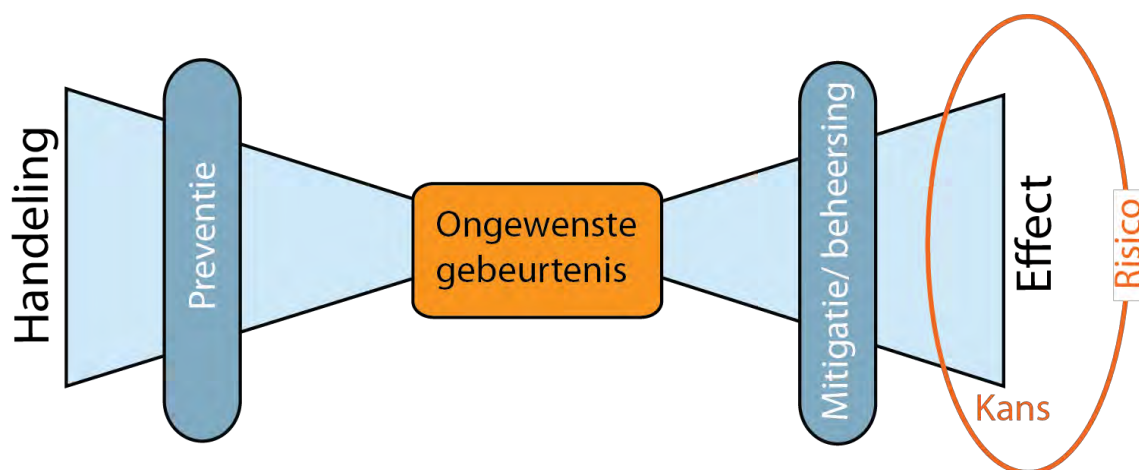 Handeling
Preventie
Ongewenste
gebeurtenis
Mitigatie/ beheersing
Effect
Kans
Risico